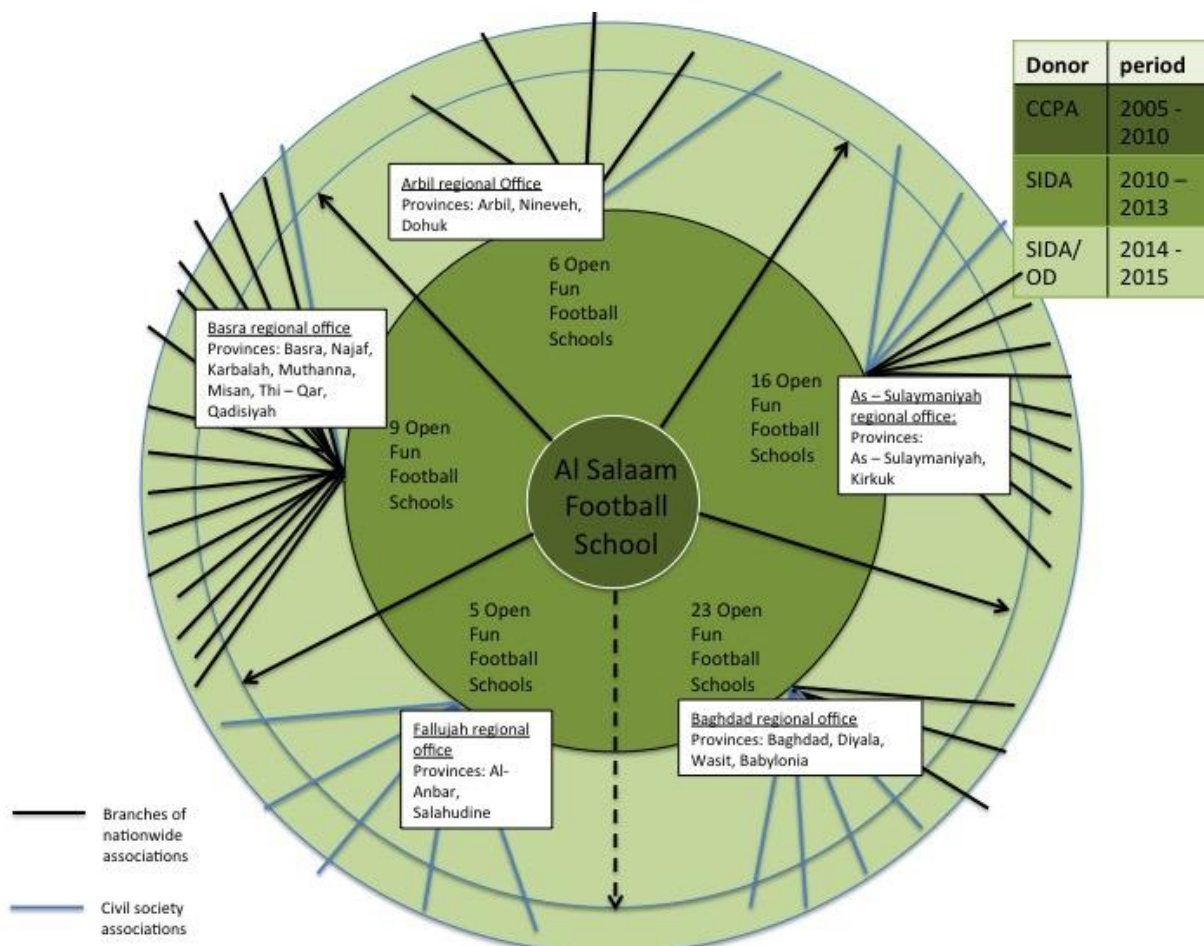 Donor period
CCPA 2005 -
2010
SIDA 2010 –
2013
SIDA/ 2014 -
OD 2015
Arbil regional Office
Provinces: Arbil, Nineveh,
Dohuk
6 Open
Fun
Football
Schools
Basra regional office
Provinces: Basra, Najaf,
Karbalah, Muthanna,
Misan, Thi – Qar,
Qadisiyah
9 Open
Fun
Football
Schools
16 Open
Fun
Football
Schools
As – Sulaymaniyah
regional office:
Provinces:
As – Sulaymaniyah,
Kirkuk
Al Salaam
Football
School
5 Open
Fun
Football
Schools
23 Open
Fun
Football
Schools
Fallujah regional
office
Provinces: Al-
Anbar,
Salahudine
Baghdad regional office
Provinces: Baghdad, Diyala,
Wasit, Babylonia
Branches of
nationwide
associations
Civil society
associations